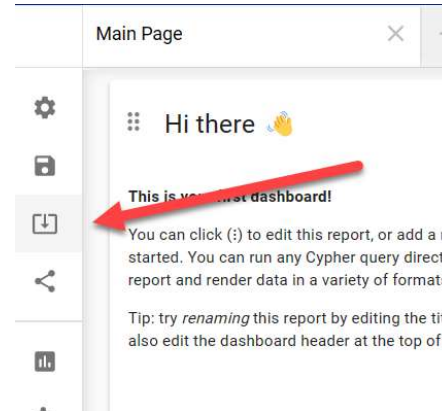 Main Page
Hi there 👋
This is your first dashboard!
You can click (⋮) to edit this report, or add a
started. You can run any Cypher query direct
report and render data in a variety of formats
Tip: try renaming this report by editing the ti
also edit the dashboard header at the top of